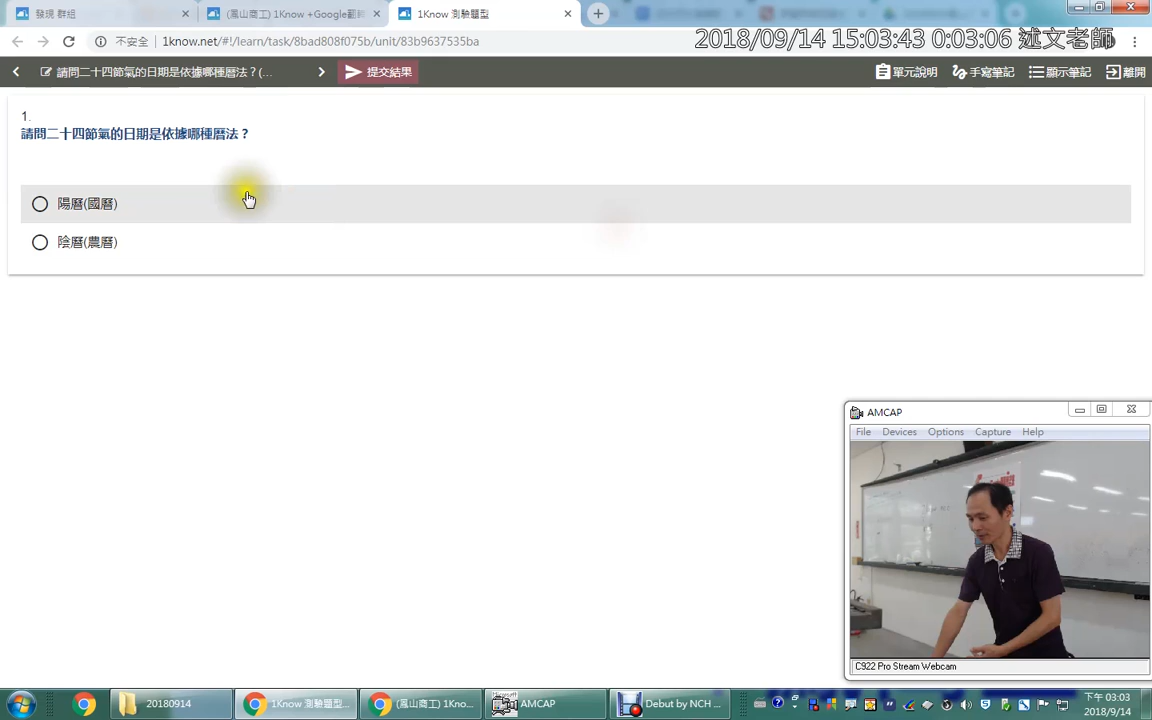 發現 群組
(鳳山商工) 1Know +Google翻轉
1Know 測驗題型
不安全 | 1know.net/#!/learn/task/8bad808f075b/unit/83b9637535ba
2018/09/14 15:03:43 0:03:06 述文老師
請問二十四節氣的日期是依據哪種曆法？(...
提交結果
單元說明
手寫筆記
顯示筆記
離開
1.
請問二十四節氣的日期是依據哪種曆法？
陽曆(國曆)
陰曆(農曆)
AMCAP
File Devices Options Capture Help
C922 Pro Stream Webcam
20180914
1Know 測驗題型...
(鳳山商工) 1Kno...
AMCAP
Debut by NCH ...
下午 03:03
2018/9/14